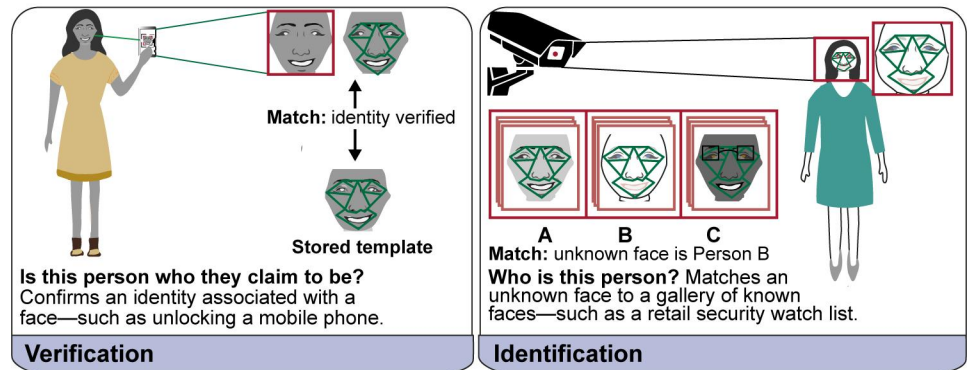 Match: identity verified
Stored template
Is this person who they claim to be?
Confirms an identity associated with a
face—such as unlocking a mobile phone.
Verification
A B C
Match: unknown face is Person B
Who is this person? Matches an
unknown face to a gallery of known
faces—such as a retail security watch list.
Identification